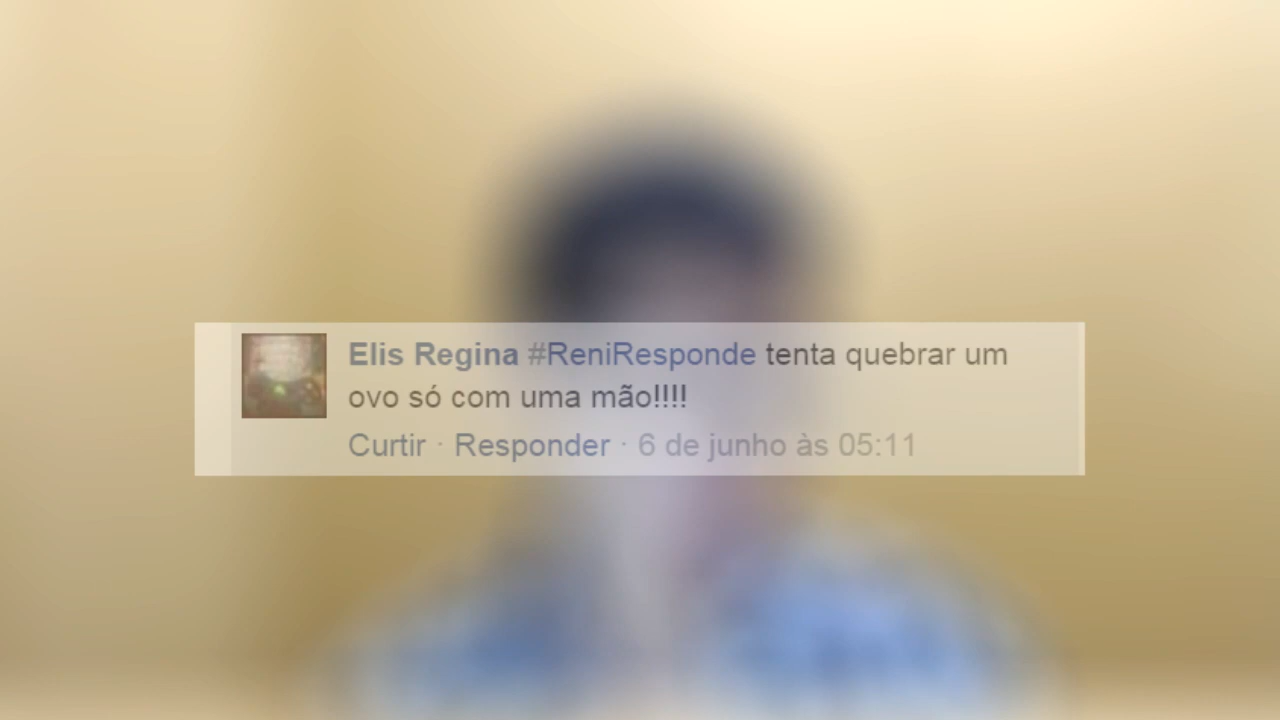 Elis Regina #ReniResponde tenta quebrar um
ovo só com uma mão!!!!
Curtir · Responder · 6 de junho às 05:11